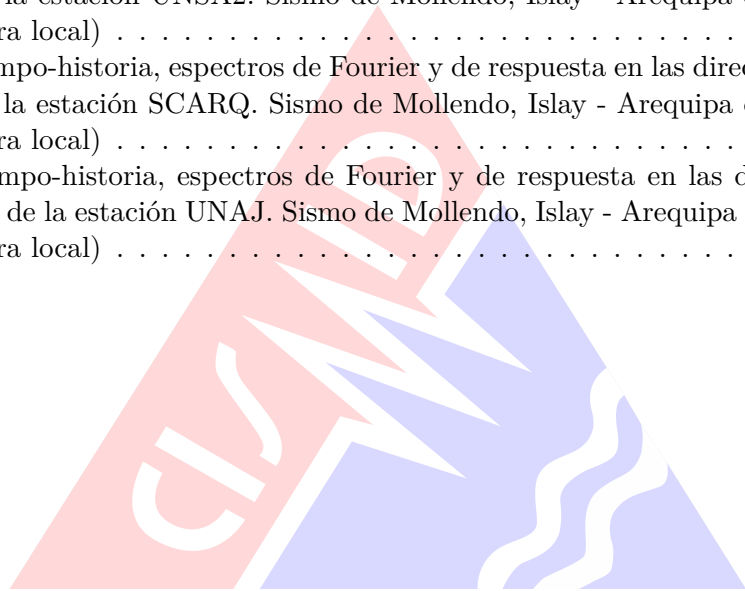 la estación UNSA2. Sismo de Mollendo, Islay - Arequipa
ra local) . . . . . . . . . . . . . . . . . . . . . . . . . . . .
mpo-historia, espectros de Fourier y de respuesta en las direc
la estación SCARQ. Sismo de Mollendo, Islay - Arequipa
ra local) . . . . . . . . . . . . . . . . . . . . . . . . . . . .
mpo-historia, espectros de Fourier y de respuesta en las d
de la estación UNAJ. Sismo de Mollendo, Islay - Arequipa
ra local) . . . . . . . . . . . . . . . . . . . . . . . . . . . .
CISMID